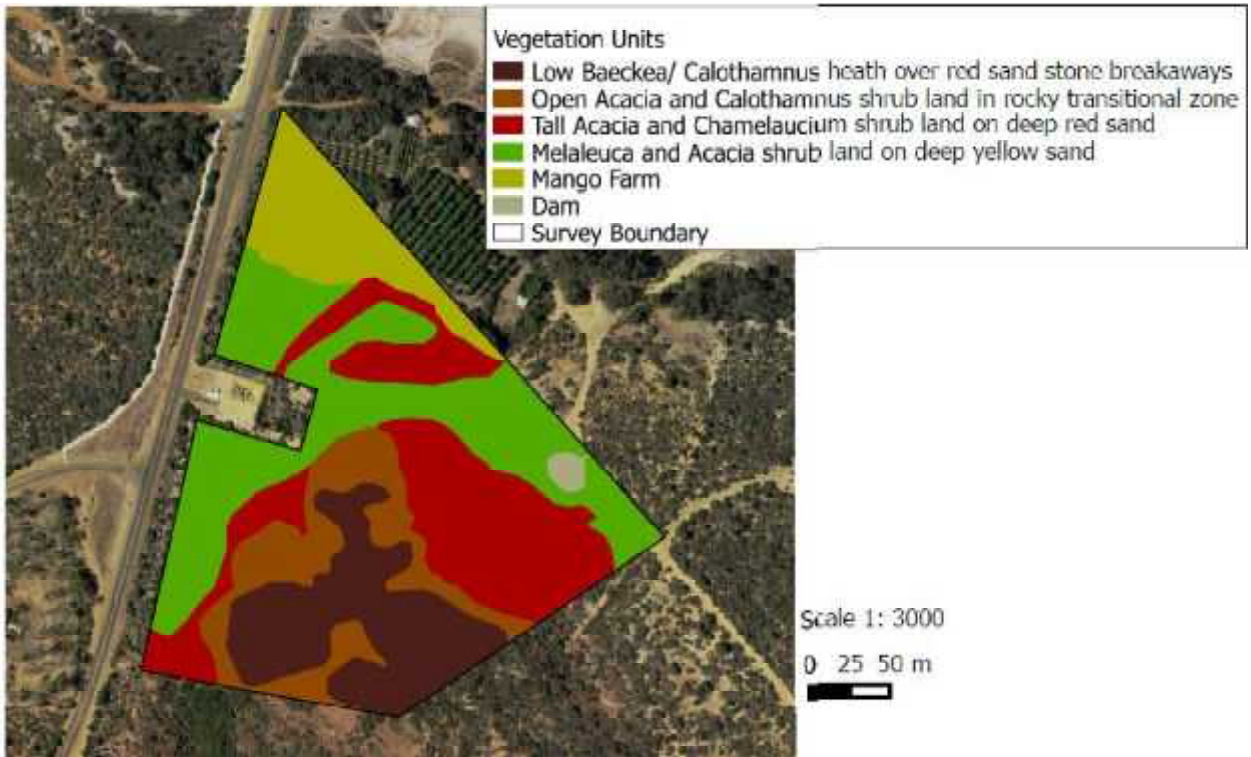 Vegetation Units
Low Baeckea/ Calothamnus heath over red sand stone breakaways
Open Acacia and Calothamnus shrub land in rocky transitional zone
Tall Acacia and Chamelaucium shrub land on deep red sand
Melaleuca and Acacia shrub land on deep yellow sand
Mango Farm
Dam
Survey Boundary
Scale 1: 3000
0 25 50 m